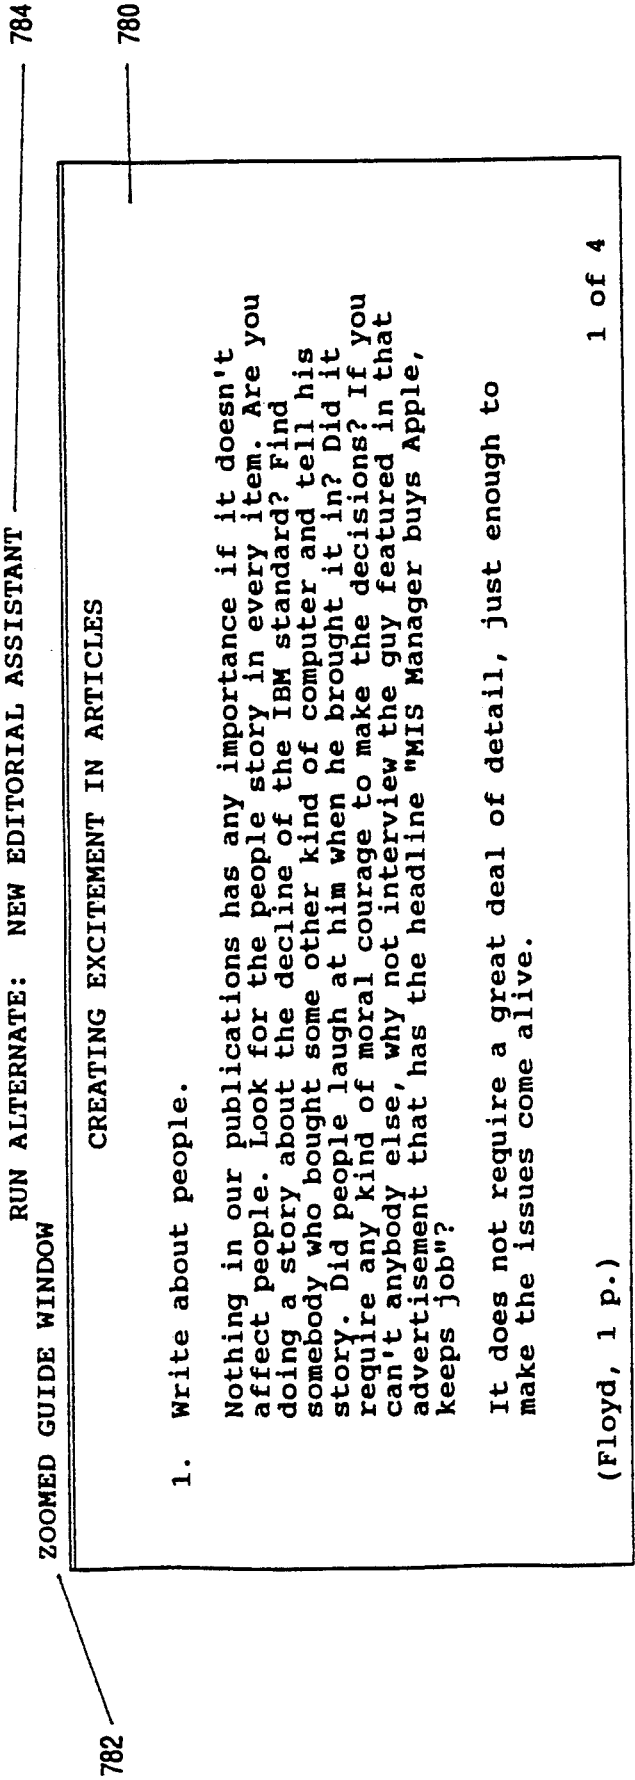 784
RUN ALTERNATE: NEW EDITORIAL ASSISTANT
ZOOMED GUIDE WINDOW
782
780
CREATING EXCITEMENT IN ARTICLES
1. Write about people.
Nothing in our publications has any importance if it doesn't
affect people. Look for the people story in every item. Are you
doing a story about the decline of the IBM standard? Find
somebody who bought some other kind of computer and tell his
story. Did people laugh at him when he brought it in? Did it
require any kind of moral courage to make the decisions? If you
can't anybody else, why not interview the guy featured in that
advertisement that has the headline "MIS Manager buys Apple,
keeps job"?
It does not require a great deal of detail, just enough to
make the issues come alive.
(Floyd, 1 p.)
1 of 4